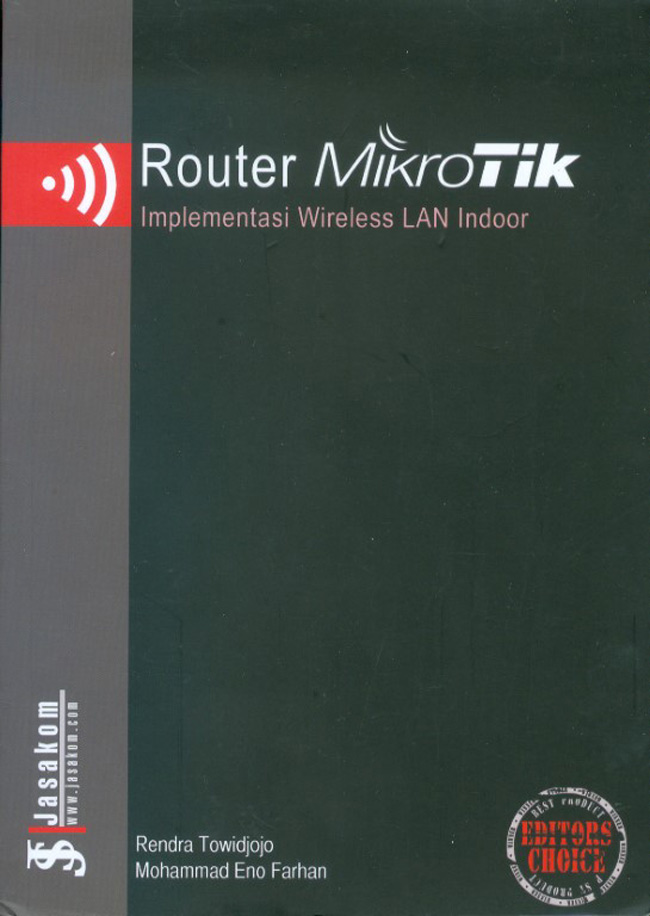 Router MikroTik
Implementasi Wireless LAN Indoor
Jasakom
www.jasakom.com
Rendra Towidjojo
Mohammad Eno Farhan
BEST PRODUCT
EDITORS
CHOICE